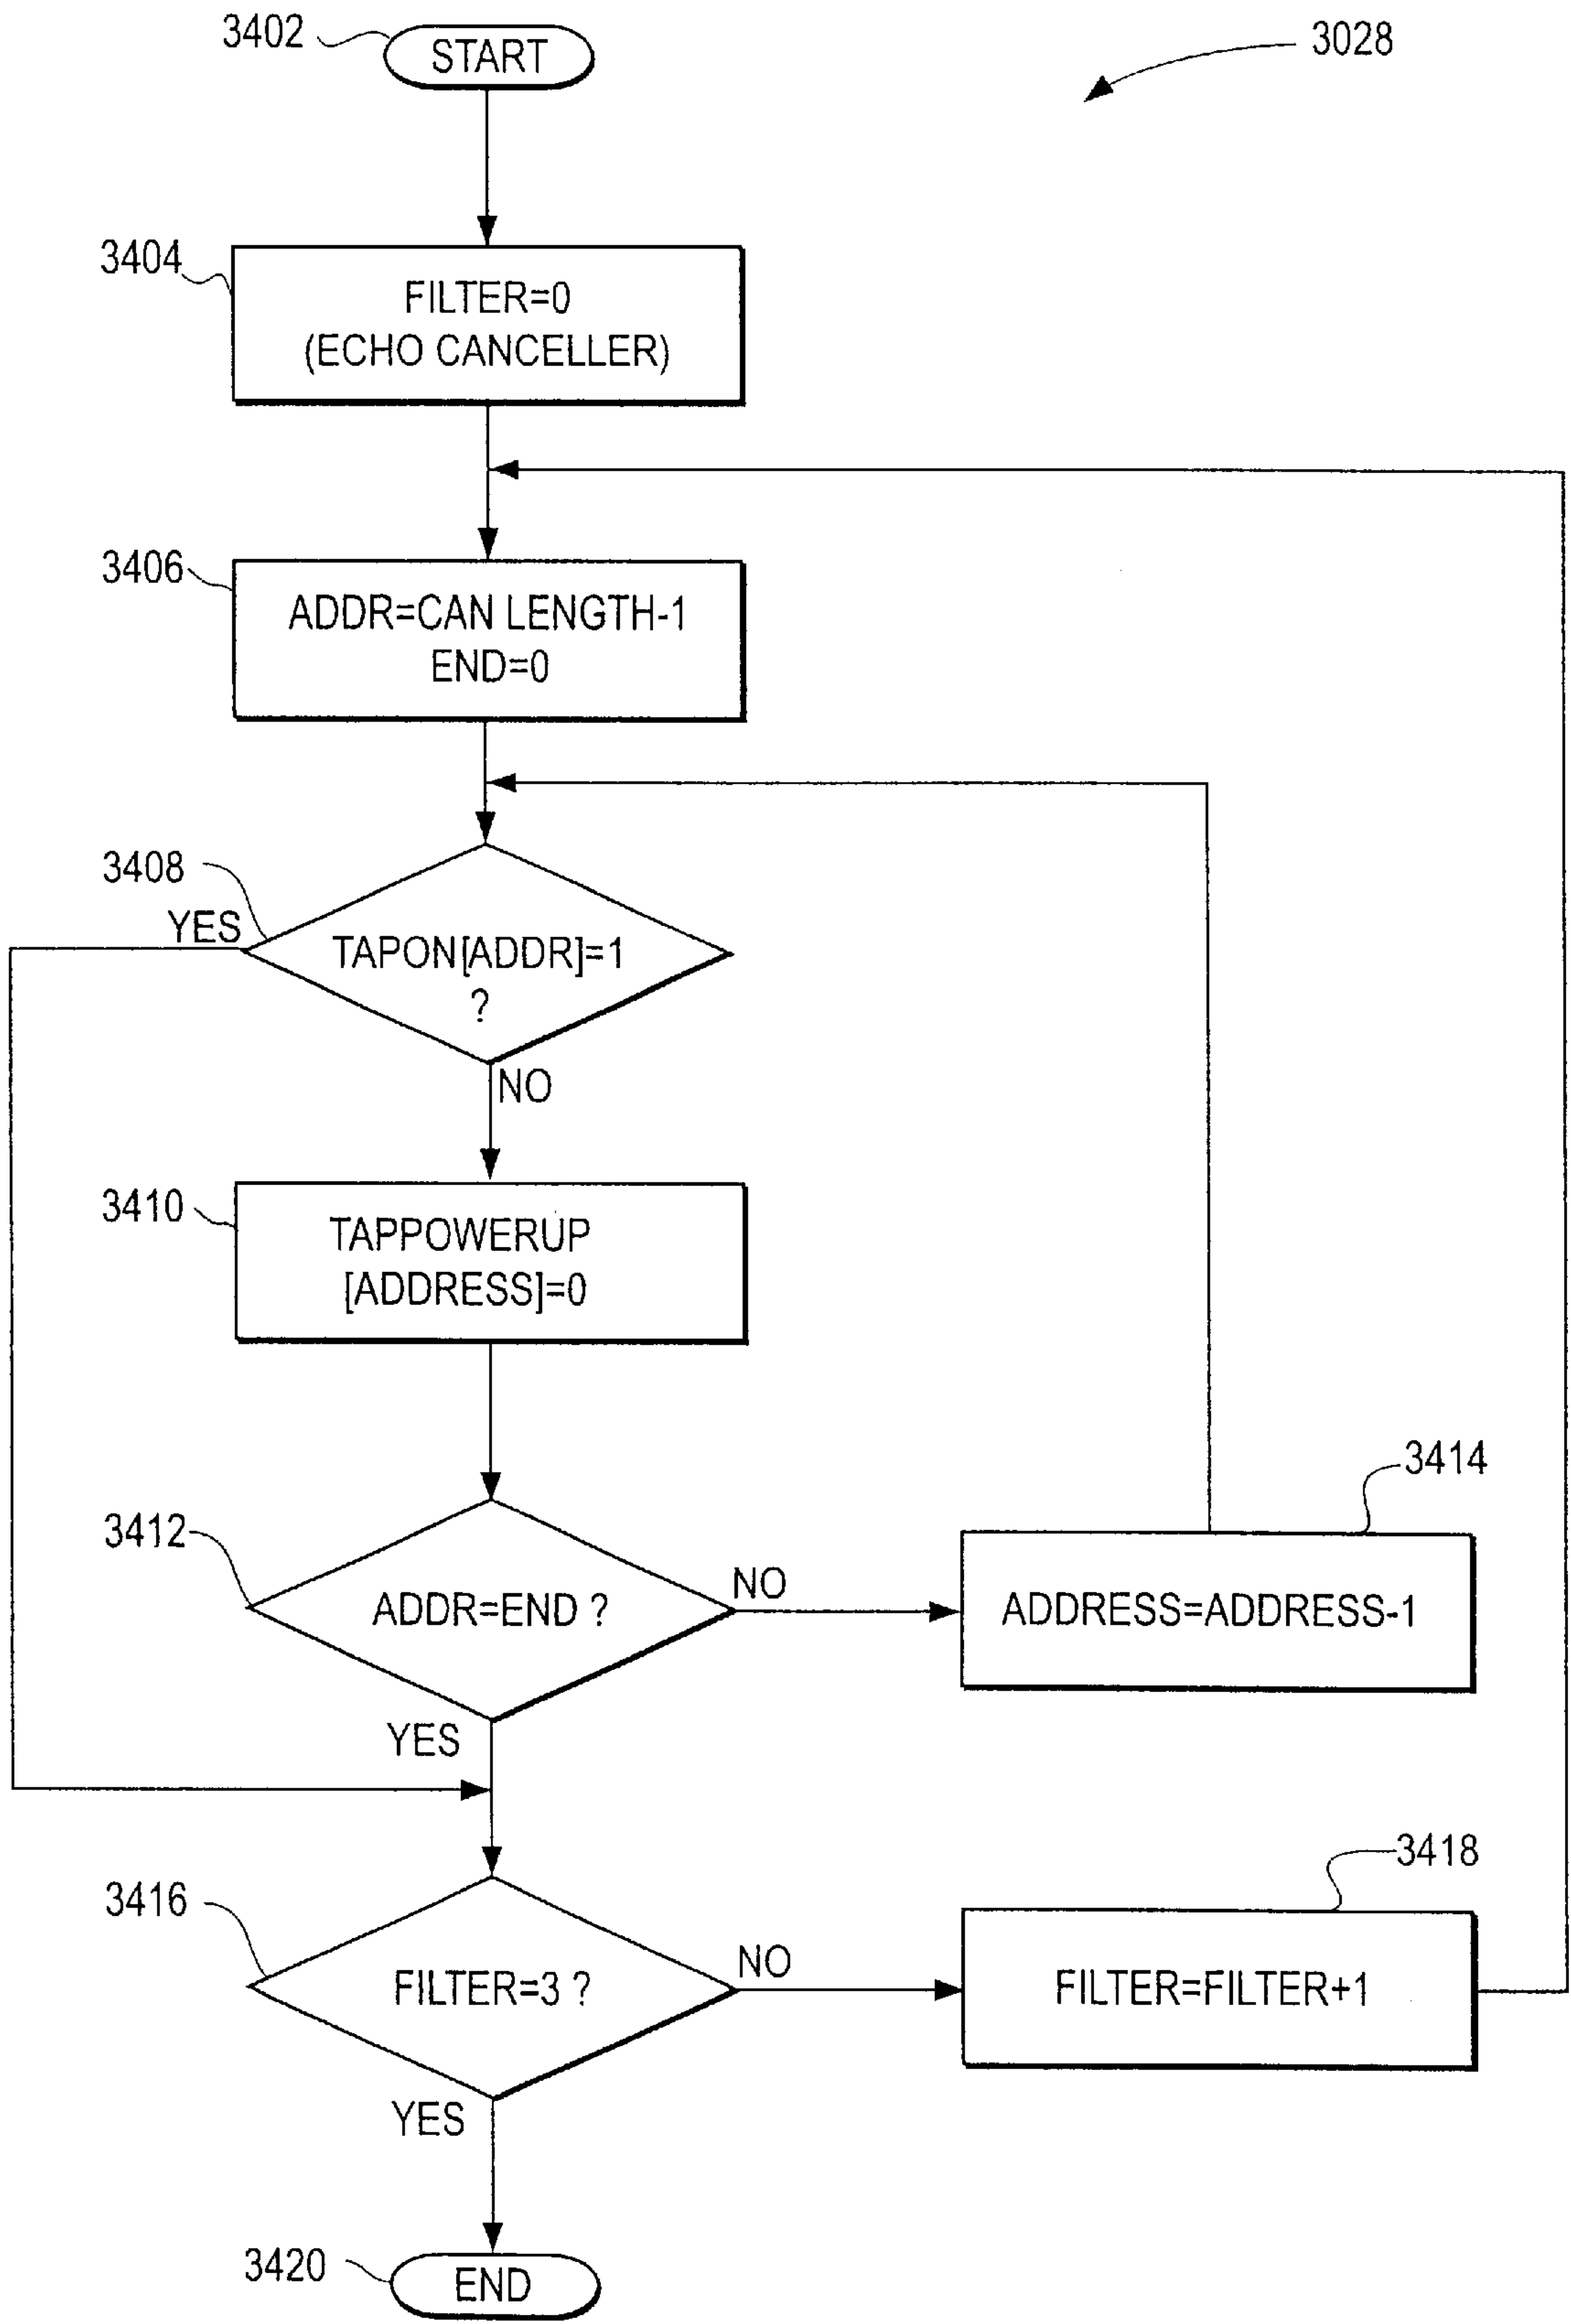 3402
START
3028
3404
FILTER=0
(ECHO CANCELLER)
3406
ADDR=CAN LENGTH-1
END=0
3408
YES
TAPON[ADDR]=1
?
NO
3410
TAPPOWERUP
[ADDRESS]=0
3414
3412
ADDR=END ?
NO
ADDRESS=ADDRESS-1
YES
3418
3416
FILTER=3 ?
NO
FILTER=FILTER+1
YES
3420
END